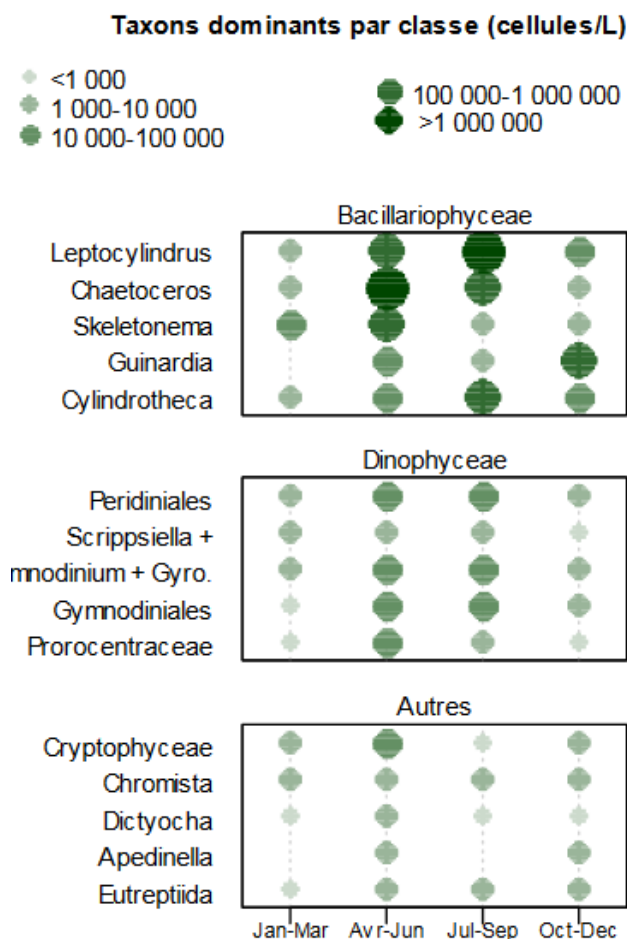 Taxons dominants par classe (cellules/L)
<1 000
1 000-10 000
10 000-100 000
100 000-1 000 000
>1 000 000
Bacillariophyceae
Leptocylindrus
Chaetoceros
Skeletonema
Guinardia
Cylindrotheca
Dinophyceae
Peridiniales
Scrippsiella +
mnodinium + Gyro.
Gymnodiniales
Prorocentraceae
Autres
Cryptophyceae
Chromista
Dictyocha
Apedinella
Eutreptiida
Jan-Mar Avr-Jun Jul-Sep Oct-Dec